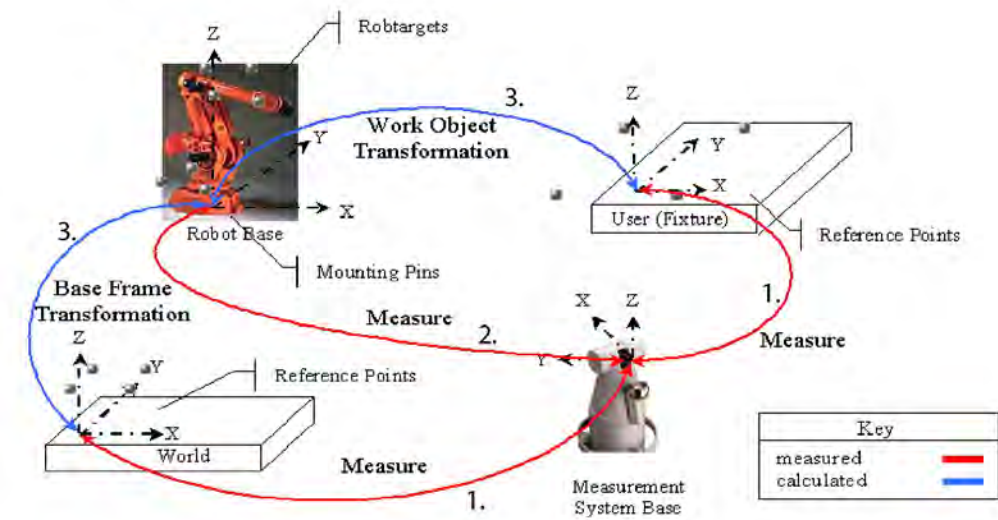 Robtargets
Z
3.
Z
Work Object
Transformation
Y
Y
X
X
User (Fixture)
3.
Robot Base
Reference Points
Mounting Pins
Base Frame
Transformation
1.
X
Z
Measure
2.
Measure
Z
Y
Y
Reference Points
X
World
Key
Measure
measured
calculated
1.
Measurement
System Base